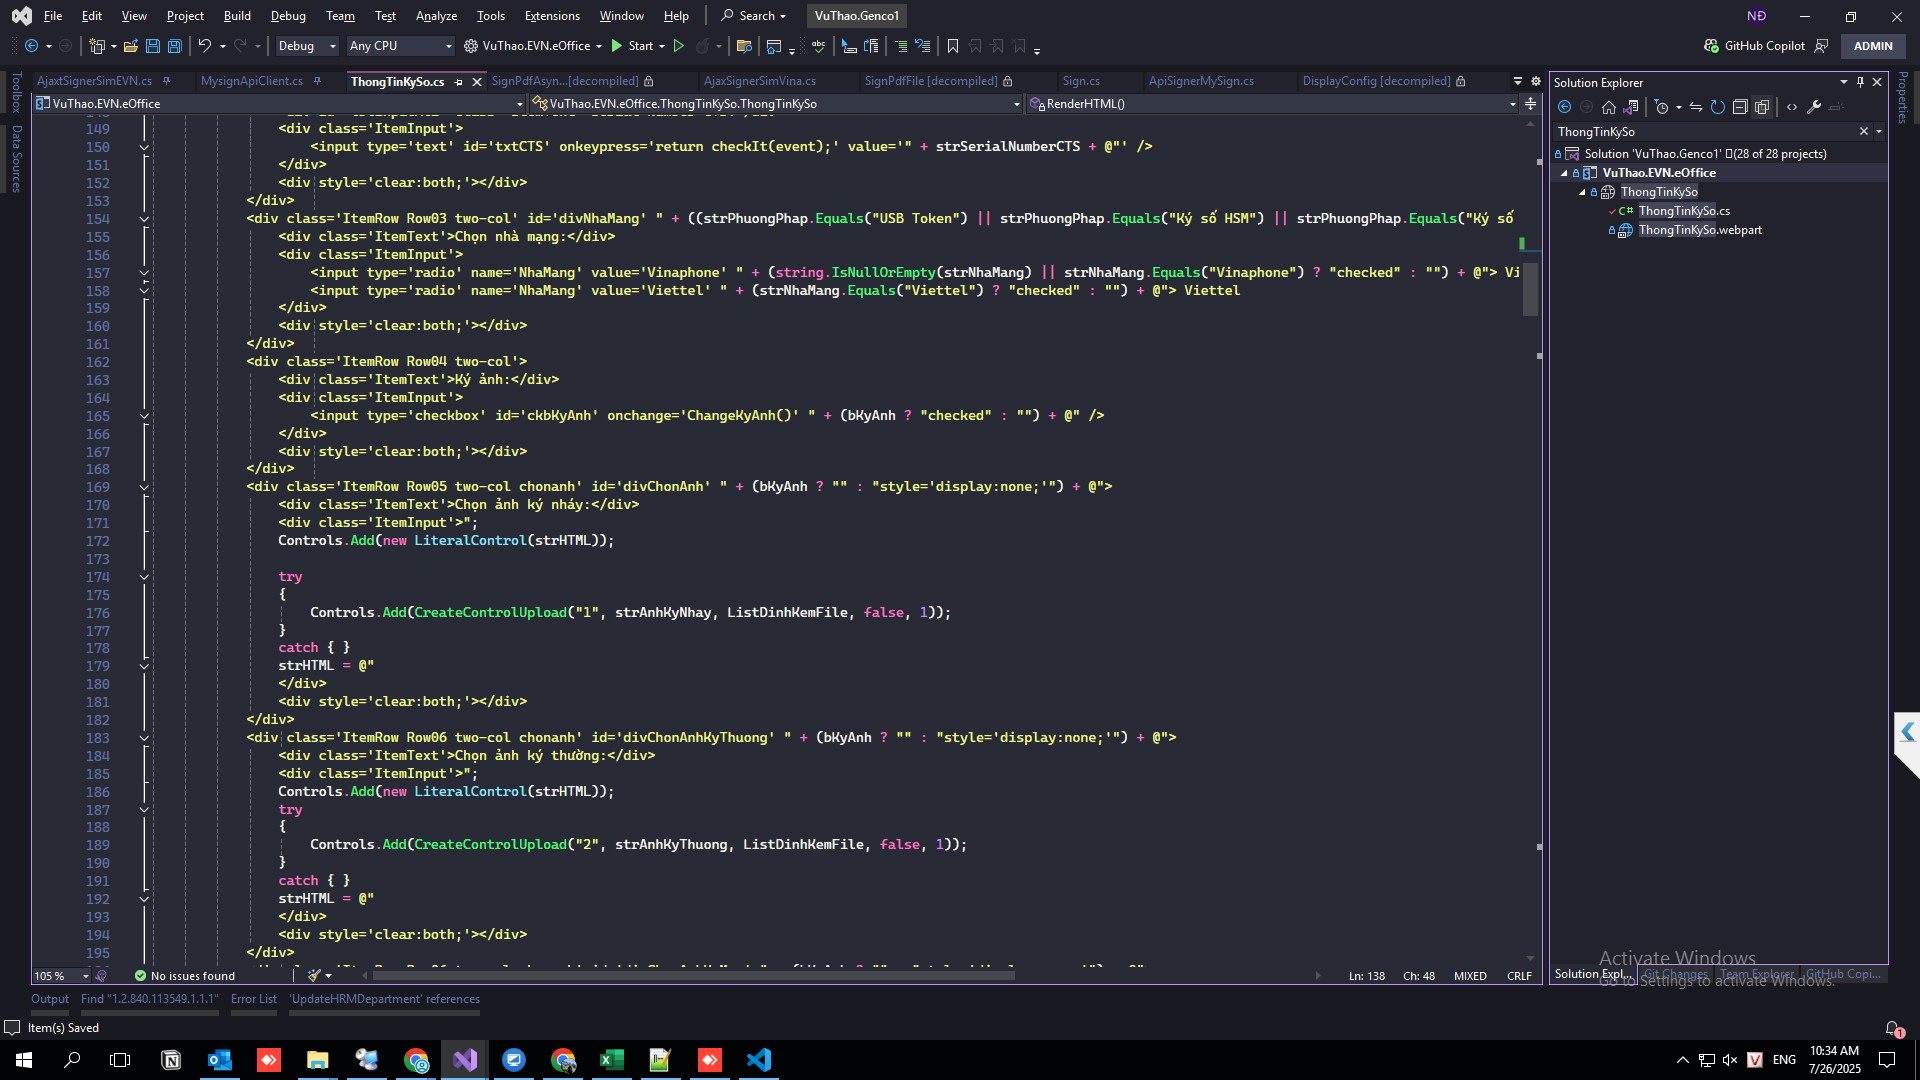 File Edit View Project Build Debug Team Test Analyze Tools Extensions Window Help Search VuThao.Genco1 NĐ
Debug Any CPU VuThao.EVN.eOffice Start GitHub Copilot ADMIN
AjaxtSignerSimEVN.cs MysignApiClient.cs ThongTinKySo.cs SignPdfAsyn...[decompiled] AjaxSignerSimVina.cs SignPdfFile [decompiled] Sign.cs ApiSignerMySign.cs DisplayConfig [decompiled]
VuThao.EVN.eOffice VuThao.EVN.eOffice.ThongTinKySo.ThongTinKySo RenderHTML()
Toolbox
Data Sources
149 <div class='ItemInput'>
150 <input type='text' id='txtCTS' onkeypress='return checkIt(event);' value='" + strSerialNumberCTS + @"' />
151 </div>
152 <div style='clear:both;'></div>
153 </div>
154 <div class='ItemRow Row03 two-col' id='divNhaMang' " + ((strPhuongPhap.Equals("USB Token") || strPhuongPhap.Equals("Ký số HSM") || strPhuongPhap.Equals("Ký số
155 <div class='ItemText'>Chọn nhà mạng:</div>
156 <div class='ItemInput'>
157 <input type='radio' name='NhaMang' value='Vinaphone' " + (string.IsNullOrEmpty(strNhaMang) || strNhaMang.Equals("Vinaphone") ? "checked" : "") + @"> Vi
158 <input type='radio' name='NhaMang' value='Viettel' " + (strNhaMang.Equals("Viettel") ? "checked" : "") + @"> Viettel
159 </div>
160 <div style='clear:both;'></div>
161 </div>
162 <div class='ItemRow Row04 two-col'>
163 <div class='ItemText'>Ký ảnh:</div>
164 <div class='ItemInput'>
165 <input type='checkbox' id='ckbKyAnh' onchange='ChangeKyAnh()' " + (bKyAnh ? "checked" : "") + @" />
166 </div>
167 <div style='clear:both;'></div>
168 </div>
169 <div class='ItemRow Row05 two-col chonanh' id='divChonAnh' " + (bKyAnh ? "" : "style='display:none;'") + @">
170 <div class='ItemText'>Chọn ảnh ký nháy:</div>
171 <div class='ItemInput'>";
172 Controls.Add(new LiteralControl(strHTML));
173
174 try
175 {
176 Controls.Add(CreateControlUpload("1", strAnhKyNhay, ListDinhKemFile, false, 1));
177 }
178 catch { }
179 strHTML = @"
180 </div>
181 <div style='clear:both;'></div>
182 </div>
183 <div class='ItemRow Row06 two-col chonanh' id='divChonAnhKyThuong' " + (bKyAnh ? "" : "style='display:none;'") + @">
184 <div class='ItemText'>Chọn ảnh ký thường:</div>
185 <div class='ItemInput'>";
186 Controls.Add(new LiteralControl(strHTML));
187 try
188 {
189 Controls.Add(CreateControlUpload("2", strAnhKyThuong, ListDinhKemFile, false, 1));
190 }
191 catch { }
192 strHTML = @"
193 </div>
194 <div style='clear:both;'></div>
195 </div>
105 % No issues found Ln: 138 Ch: 48 MIXED CRLF
Solution Explorer
ThongTinKySo
Solution 'VuThao.Genco1' (28 of 28 projects)
VuThao.EVN.eOffice
ThongTinKySo
ThongTinKySo.cs
ThongTinKySo.webpart
Properties
Solution Expl... Git Changes Team Explorer GitHub Copi...
Activate Windows
Go to Settings to activate Windows.
Output Find "1.2.840.113549.1.1.1" Error List 'UpdateHRMDepartment' references
Item(s) Saved
1
ENG
10:34 AM
7/26/2025